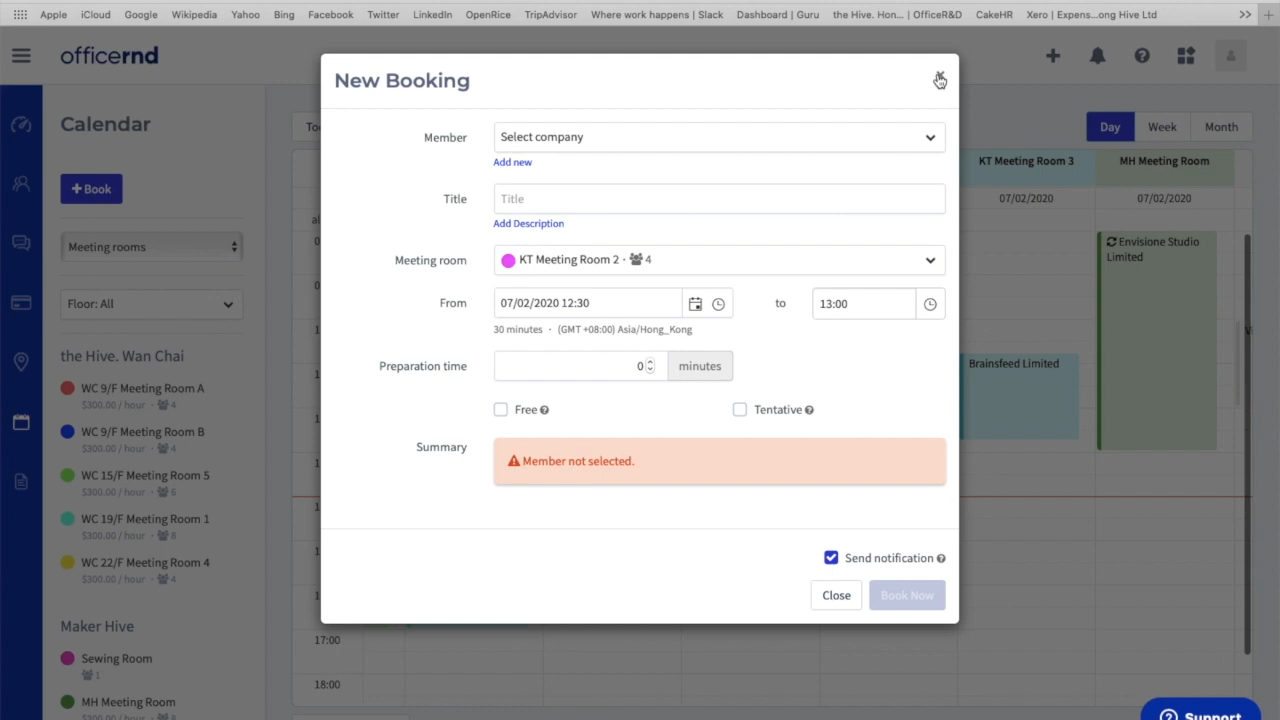 Apple iCloud Google Wikipedia Yahoo Bing Facebook Twitter LinkedIn OpenRice TripAdvisor Where work happens | Slack Dashboard | Guru the Hive. Hon... | OfficeR&D CakeHR Xero | Expens...ong Hive Ltd >>
officernd
New Booking
Calendar
Day Week Month
Member Select company
Add new
KT Meeting Room 3 MH Meeting Room
+ Book
Title Title
07/02/2020 07/02/2020
Add Description
Meeting rooms
Envisione Studio
Limited
Meeting room KT Meeting Room 2 · 4
Floor: All
From 07/02/2020 12:30 to 13:00
30 minutes · (GMT +08:00) Asia/Hong_Kong
the Hive. Wan Chai
Preparation time 0 minutes
Brainsfeed Limited
WC 9/F Meeting Room A
$300.00 / hour · 4
Free Tentative
WC 9/F Meeting Room B
$300.00 / hour · 4
Summary Member not selected.
WC 15/F Meeting Room 5
$300.00 / hour · 6
WC 19/F Meeting Room 1
$300.00 / hour · 8
WC 22/F Meeting Room 4
$300.00 / hour · 4
Send notification
Close Book Now
Maker Hive
17:00
Sewing Room
1
18:00
MH Meeting Room
$300.00 / hour · 8
Support